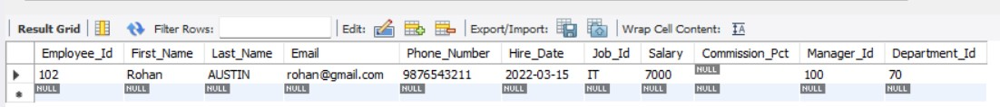 Result Grid Filter Rows: Edit: Export/Import: Wrap Cell Content: IA
Employee_Id First_Name Last_Name Email Phone_Number Hire_Date Job_Id Salary Commission_Pct Manager_Id Department_Id
102 Rohan AUSTIN rohan@gmail.com 9876543211 2022-03-15 IT 7000 NULL 100 70
NULL NULL NULL NULL NULL NULL NULL NULL NULL NULL NULL